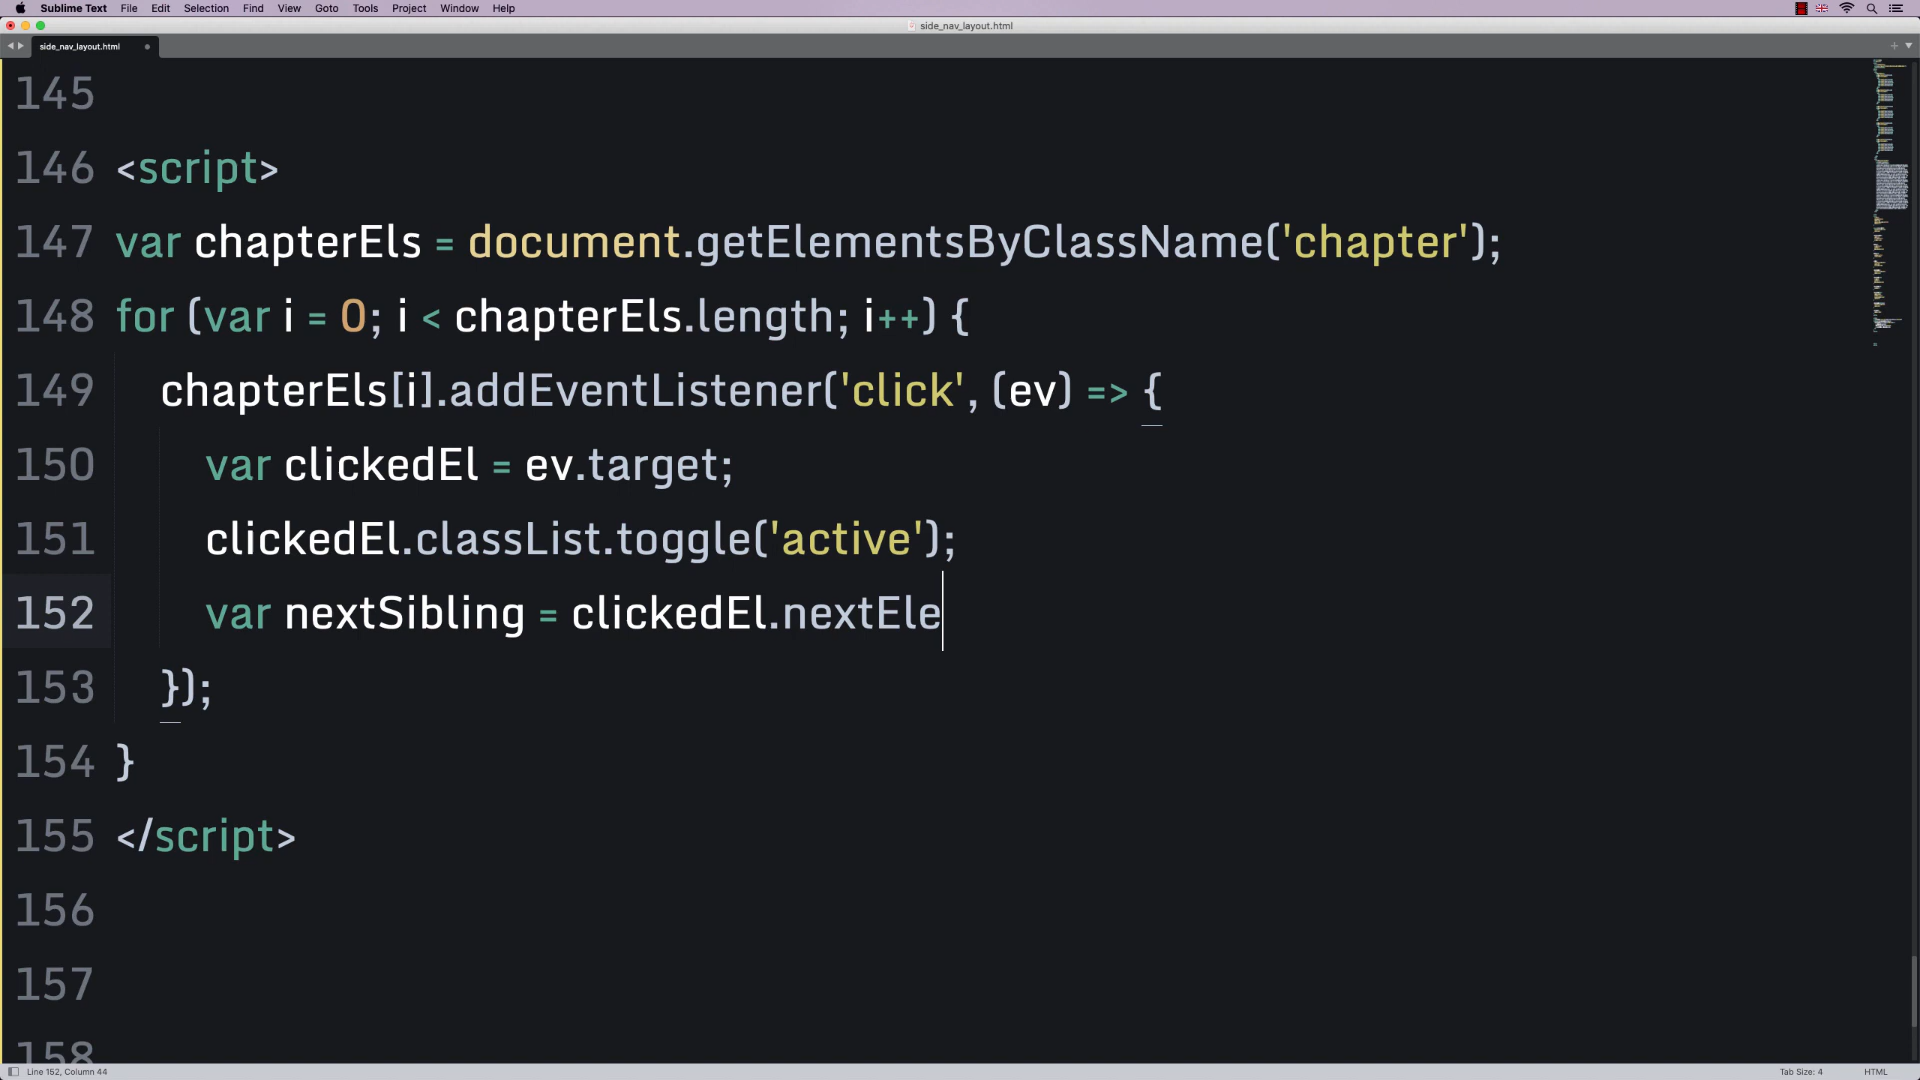 Sublime Text File Edit Selection Find View Goto Tools Project Window Help
side_nav_layout.html
side_nav_layout.html
145
146 <script>
147 var chapterEls = document.getElementsByClassName('chapter');
148 for (var i = 0; i < chapterEls.length; i++) {
149 chapterEls[i].addEventListener('click', (ev) => {
150 var clickedEl = ev.target;
151 clickedEl.classList.toggle('active');
152 var nextSibling = clickedEl.nextEle
153 });
154 }
155 </script>
156
157
158
Line 152, Column 44 Tab Size: 4 HTML